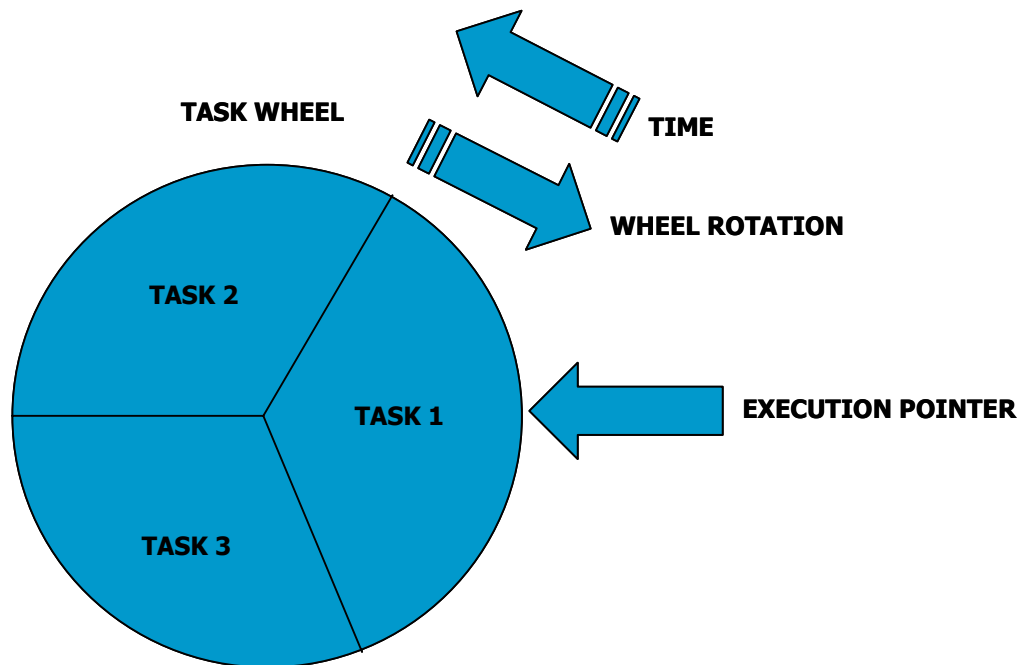 TASK WHEEL
TIME
WHEEL ROTATION
TASK 2
TASK 1
EXECUTION POINTER
TASK 3